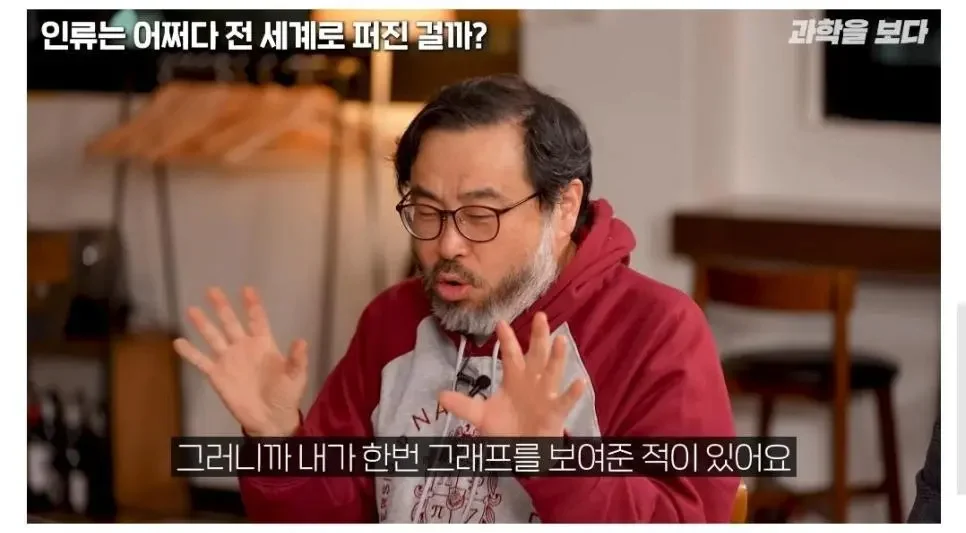 인류는 어쩌다 전 세계로 퍼진 걸까?
과학을 보다
그러니까 내가 한번 그래프를 보여준 적이 있어요